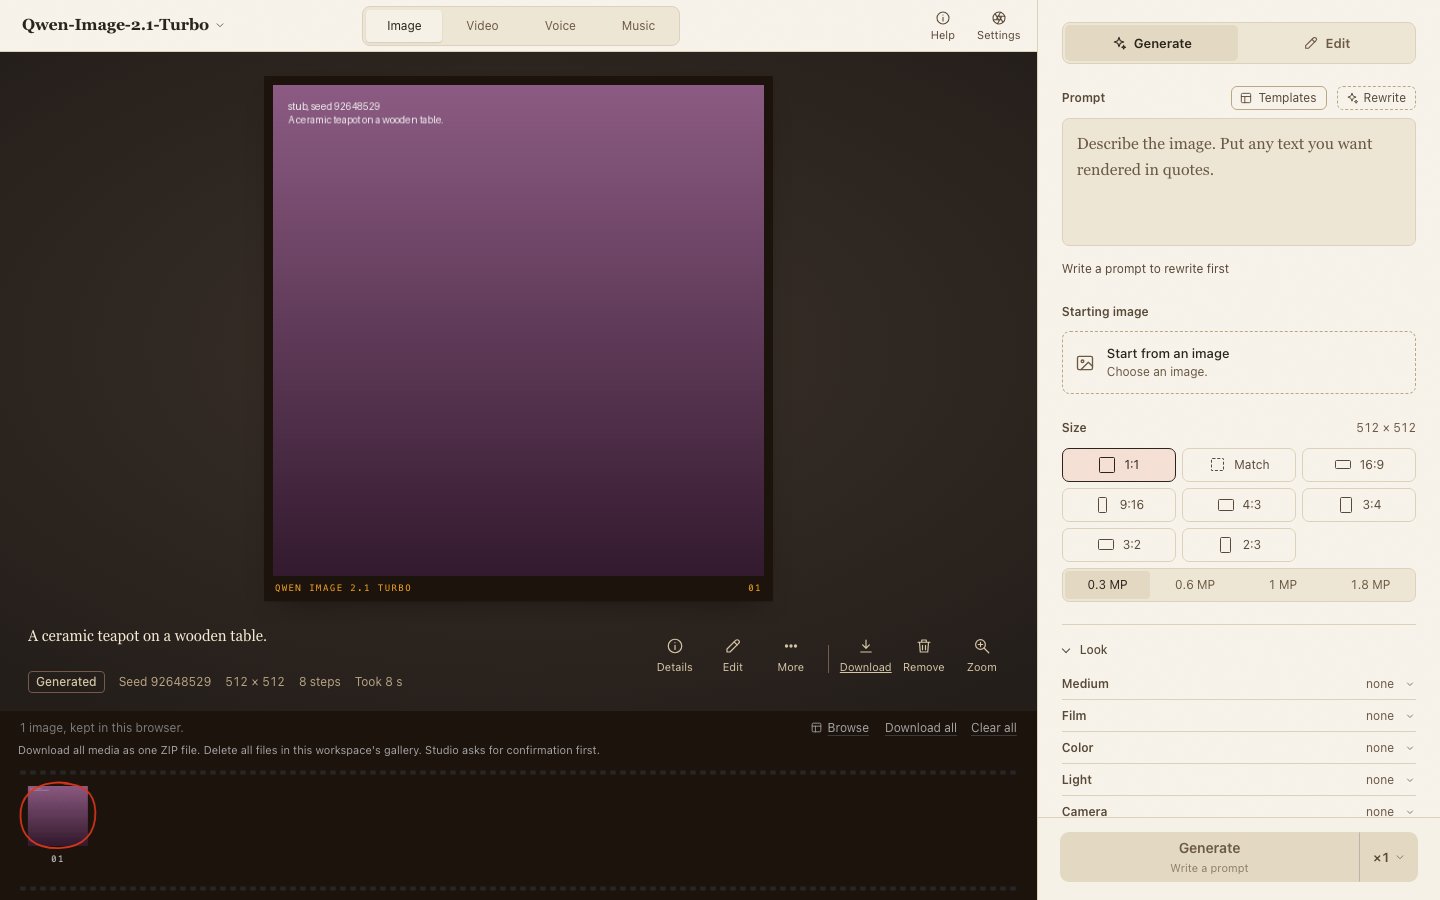 Qwen-Image-2.1-Turbo
Image
Video
Voice
Music
Help
Settings
stub, seed 92648529
A ceramic teapot on a wooden table.
QWEN IMAGE 2.1 TURBO
01
A ceramic teapot on a wooden table.
Generated
Seed 92648529
512 × 512
8 steps
Took 8 s
Details
Edit
More
Download
Remove
Zoom
1 image, kept in this browser.
Browse
Download all
Clear all
Download all media as one ZIP file. Delete all files in this workspace's gallery. Studio asks for confirmation first.
01
Generate
Edit
Prompt
Templates
Rewrite
Describe the image. Put any text you want
rendered in quotes.
Write a prompt to rewrite first
Starting image
Start from an image
Choose an image.
Size
512 × 512
1:1
Match
16:9
9:16
4:3
3:4
3:2
2:3
0.3 MP
0.6 MP
1 MP
1.8 MP
Look
Medium
none
Film
none
Color
none
Light
none
Camera
none
Generate
Write a prompt
×1